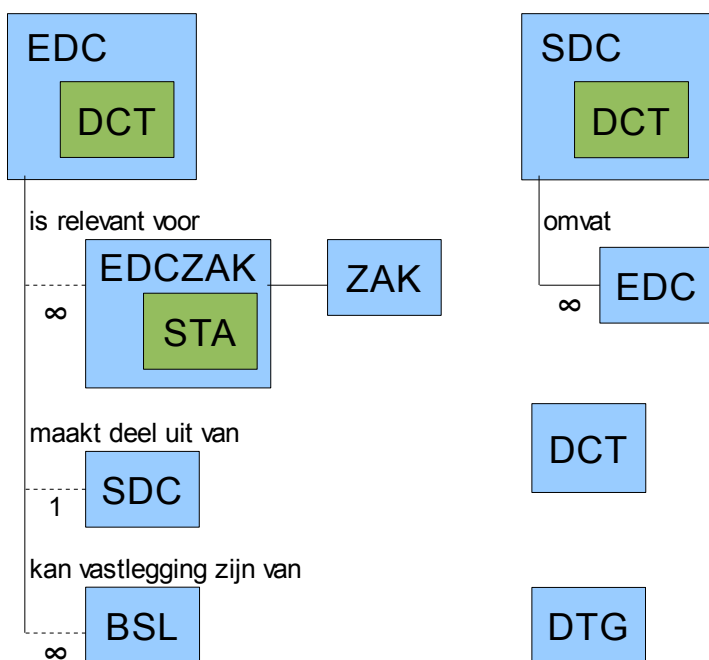 EDC
DCT
is relevant voor
EDCZAK
STA
∞
ZAK
maakt deel uit van
SDC
1
kan vastlegging zijn van
BSL
∞
SDC
DCT
omvat
EDC
∞
DCT
DTG